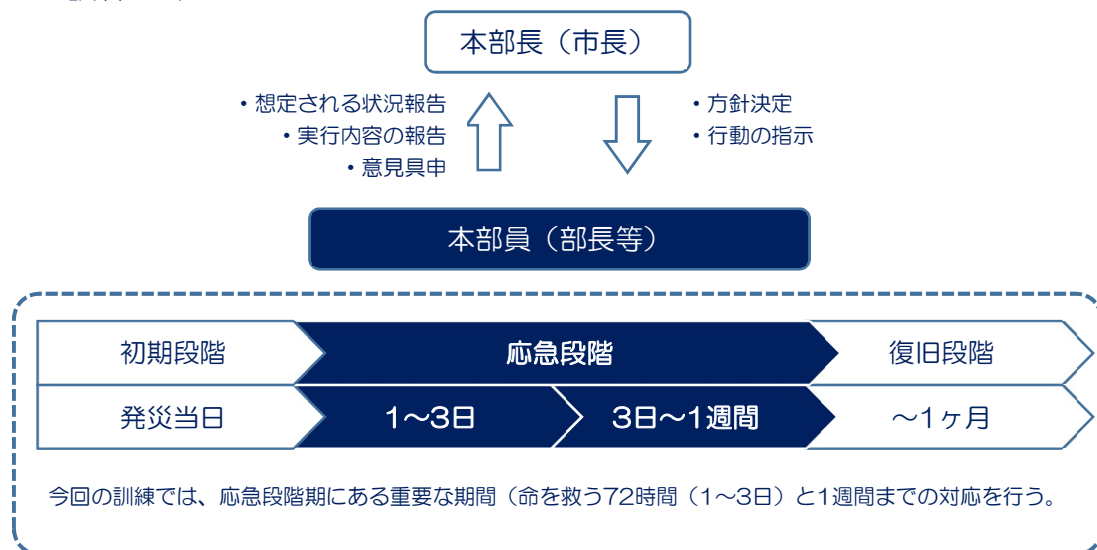 本部長（市長）
・想定される状況報告
・実行内容の報告
・意見具申
・方針決定
・行動の指示
本部員（部長等）
初期段階
応急段階
復旧段階
発災当日
1～3日
3日～1週間
～1ヶ月
今回の訓練では、応急段階期にある重要な期間（命を救う72時間（1～3日）と1週間までの対応を行う。